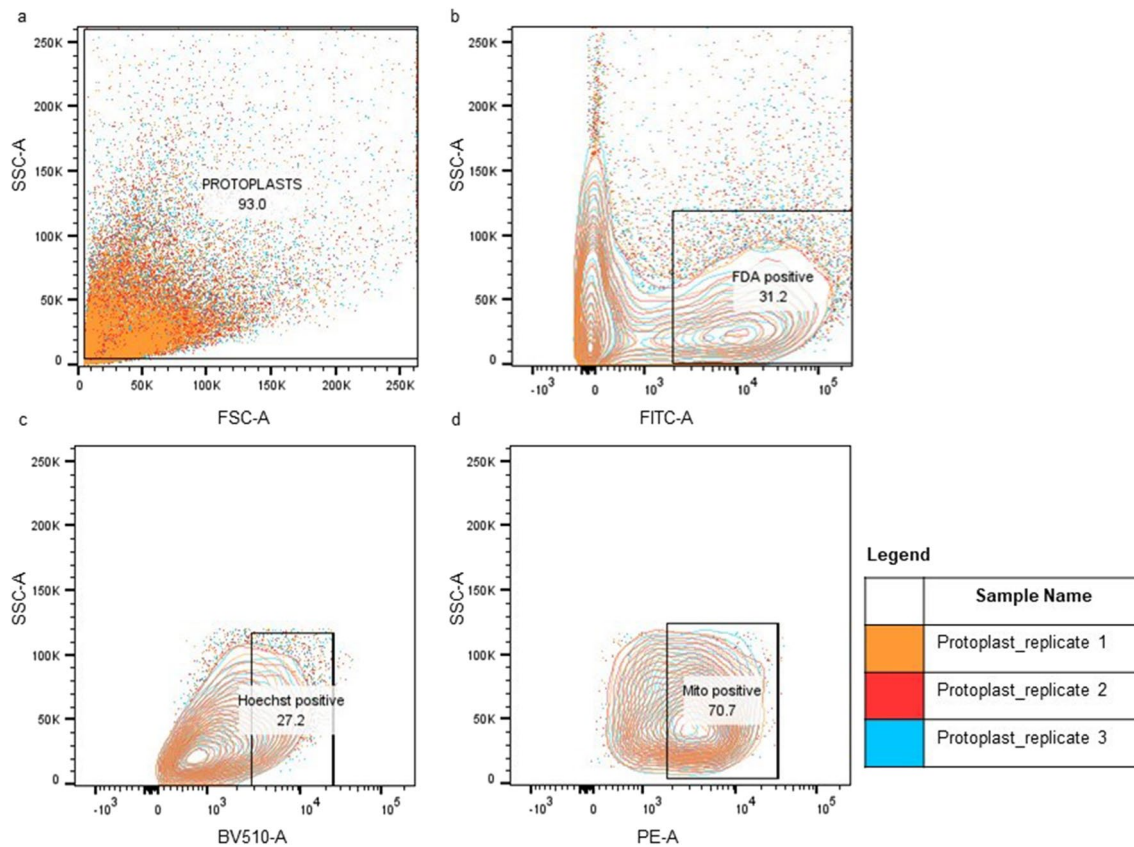 a
250K
200K
150K
100K
50K
0
SSC-A
PROTOPLASTS
93.0
0 50K 100K 150K 200K 250K
FSC-A
b
250K
200K
150K
100K
50K
0
SSC-A
FDA positive
31.2
-10³ 0 10³ 10⁴ 10⁵
FITC-A
c
250K
200K
150K
100K
50K
0
SSC-A
Hoechst positive
27.2
-10³ 0 10³ 10⁴ 10⁵
BV510-A
d
250K
200K
150K
100K
50K
0
SSC-A
Mito positive
70.7
-10³ 0 10³ 10⁴ 10⁵
PE-A
Legend
Sample Name
Protoplast_replicate 1
Protoplast_replicate 2
Protoplast_replicate 3